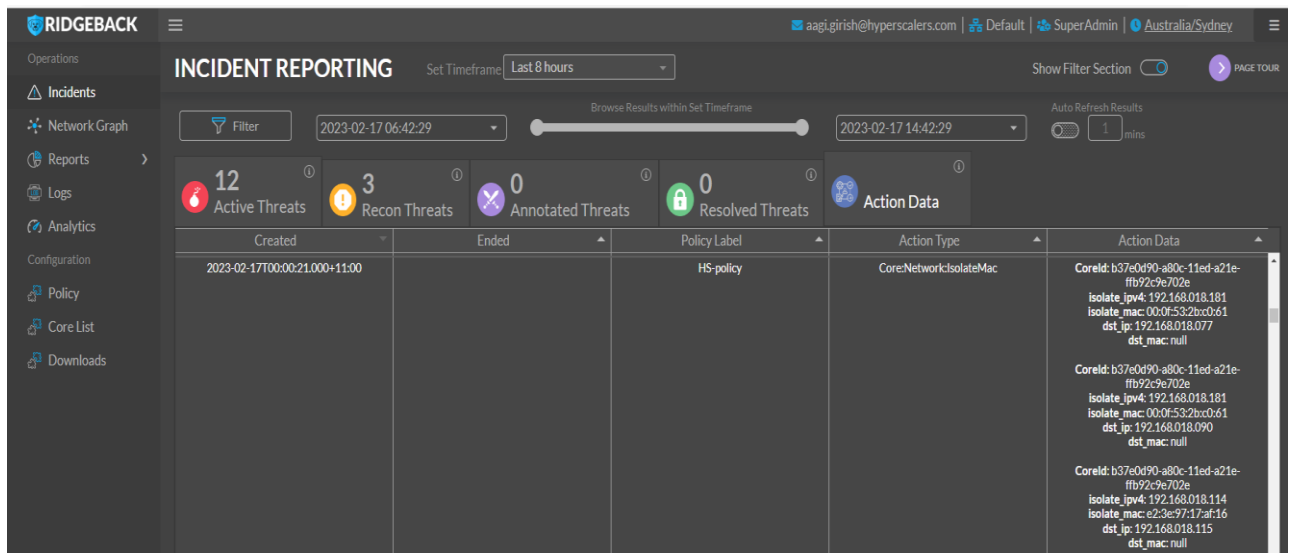 RIDGEBACK
aagi.girish@hyperscalers.com | Default | SuperAdmin | Australia/Sydney
Operations
Incidents
Network Graph
Reports
Logs
Analytics
Configuration
Policy
Core List
Downloads
INCIDENT REPORTING
Set Timeframe Last 8 hours
Show Filter Section
PAGE TOUR
Filter
2023-02-17 06:42:29
Browse Results within Set Timeframe
2023-02-17 14:42:29
Auto Refresh Results
1 mins
12
Active Threats
3
Recon Threats
0
Annotated Threats
0
Resolved Threats
Action Data
Created Ended Policy Label Action Type Action Data
2023-02-17T00:00:21.000+11:00 HS-policy Core:Network:IsolateMac
CoreId: b37e0d90-a80c-11ed-a21e-
ffb92c9e702e
isolate_ipv4: 192.168.018.181
isolate_mac: 00:0f:53:2b:c0:61
dst_ip: 192.168.018.077
dst_mac: null
CoreId: b37e0d90-a80c-11ed-a21e-
ffb92c9e702e
isolate_ipv4: 192.168.018.181
isolate_mac: 00:0f:53:2b:c0:61
dst_ip: 192.168.018.090
dst_mac: null
CoreId: b37e0d90-a80c-11ed-a21e-
ffb92c9e702e
isolate_ipv4: 192.168.018.114
isolate_mac: e2:3e:97:17:af:16
dst_ip: 192.168.018.115
dst_mac: null